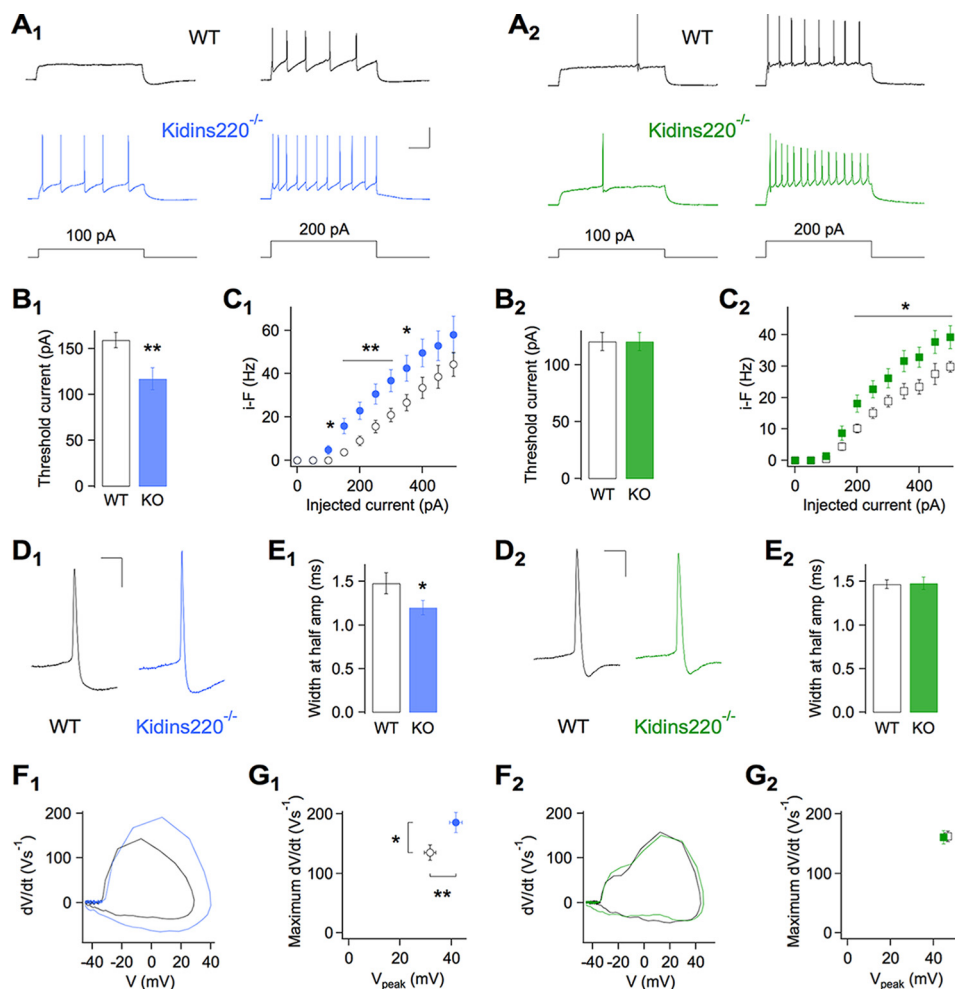 A1
WT
Kidins220-/-
100 pA
200 pA
A2
WT
Kidins220-/-
100 pA
200 pA
B1
Threshold current (pA)
150
100
50
0
**
WT
KO
C1
i-F (Hz)
60
40
20
0
*
**
*
200
400
Injected current (pA)
B2
Threshold current (pA)
100
50
0
WT
KO
C2
i-F (Hz)
40
20
0
*
0
200
400
Injected current (pA)
D1
WT
Kidins220-/-
E1
Width at half amp (ms)
1.5
1.0
0.5
0.0
*
WT
KO
D2
WT
Kidins220-/-
E2
Width at half amp (ms)
1.5
1.0
0.5
0.0
WT
KO
F1
dV/dt (Vs-1)
200
100
0
-40
-20
0
20
40
V (mV)
G1
Maximum dV/dt (Vs-1)
200
100
0
*
**
0
20
40
Vpeak (mV)
F2
dV/dt (Vs-1)
200
100
0
-40
-20
0
20
40
V (mV)
G2
Maximum dV/dt (Vs-1)
200
100
0
0
20
40
Vpeak (mV)